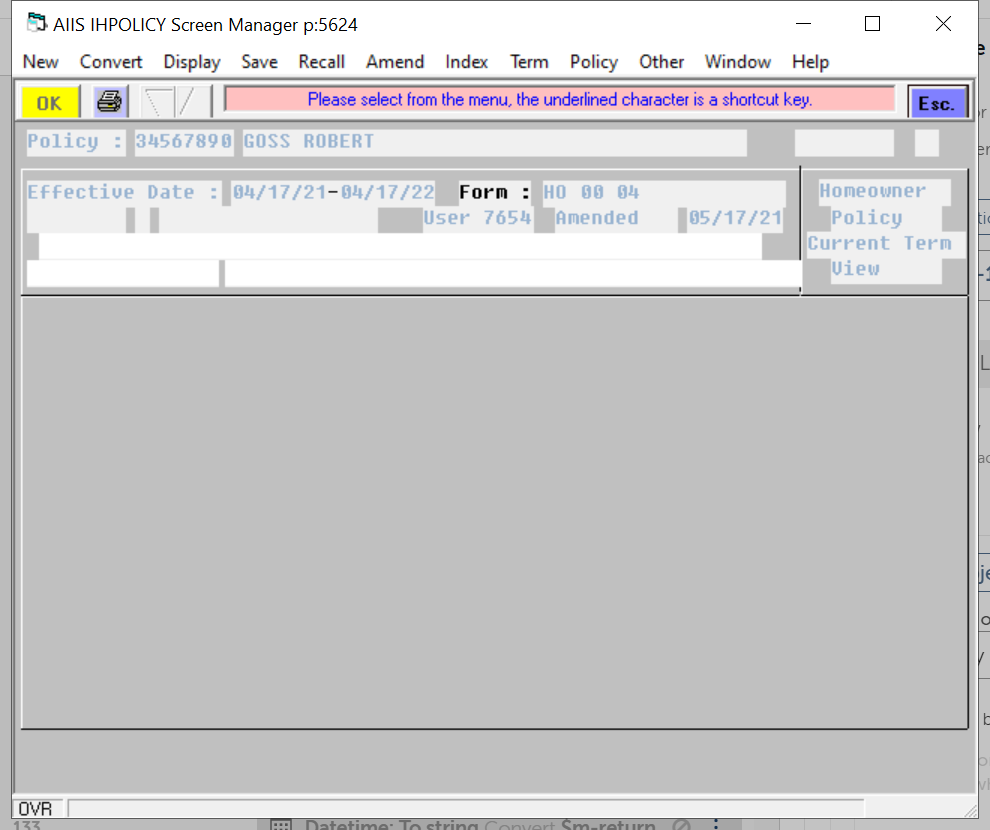 AIIS IHPOLICY Screen Manager p:5624
New Convert Display Save Recall Amend Index Term Policy Other Window Help
OK Please select from the menu, the underlined character is a shortcut key. Esc.
Policy : 34567890 GOSS ROBERT
Effective Date : 04/17/21-04/17/22 Form : HO 00 04 Homeowner
User 7654 Amended 05/17/21 Policy
Current Term
View
OVR
133 Datetime: To string Convert $m-return